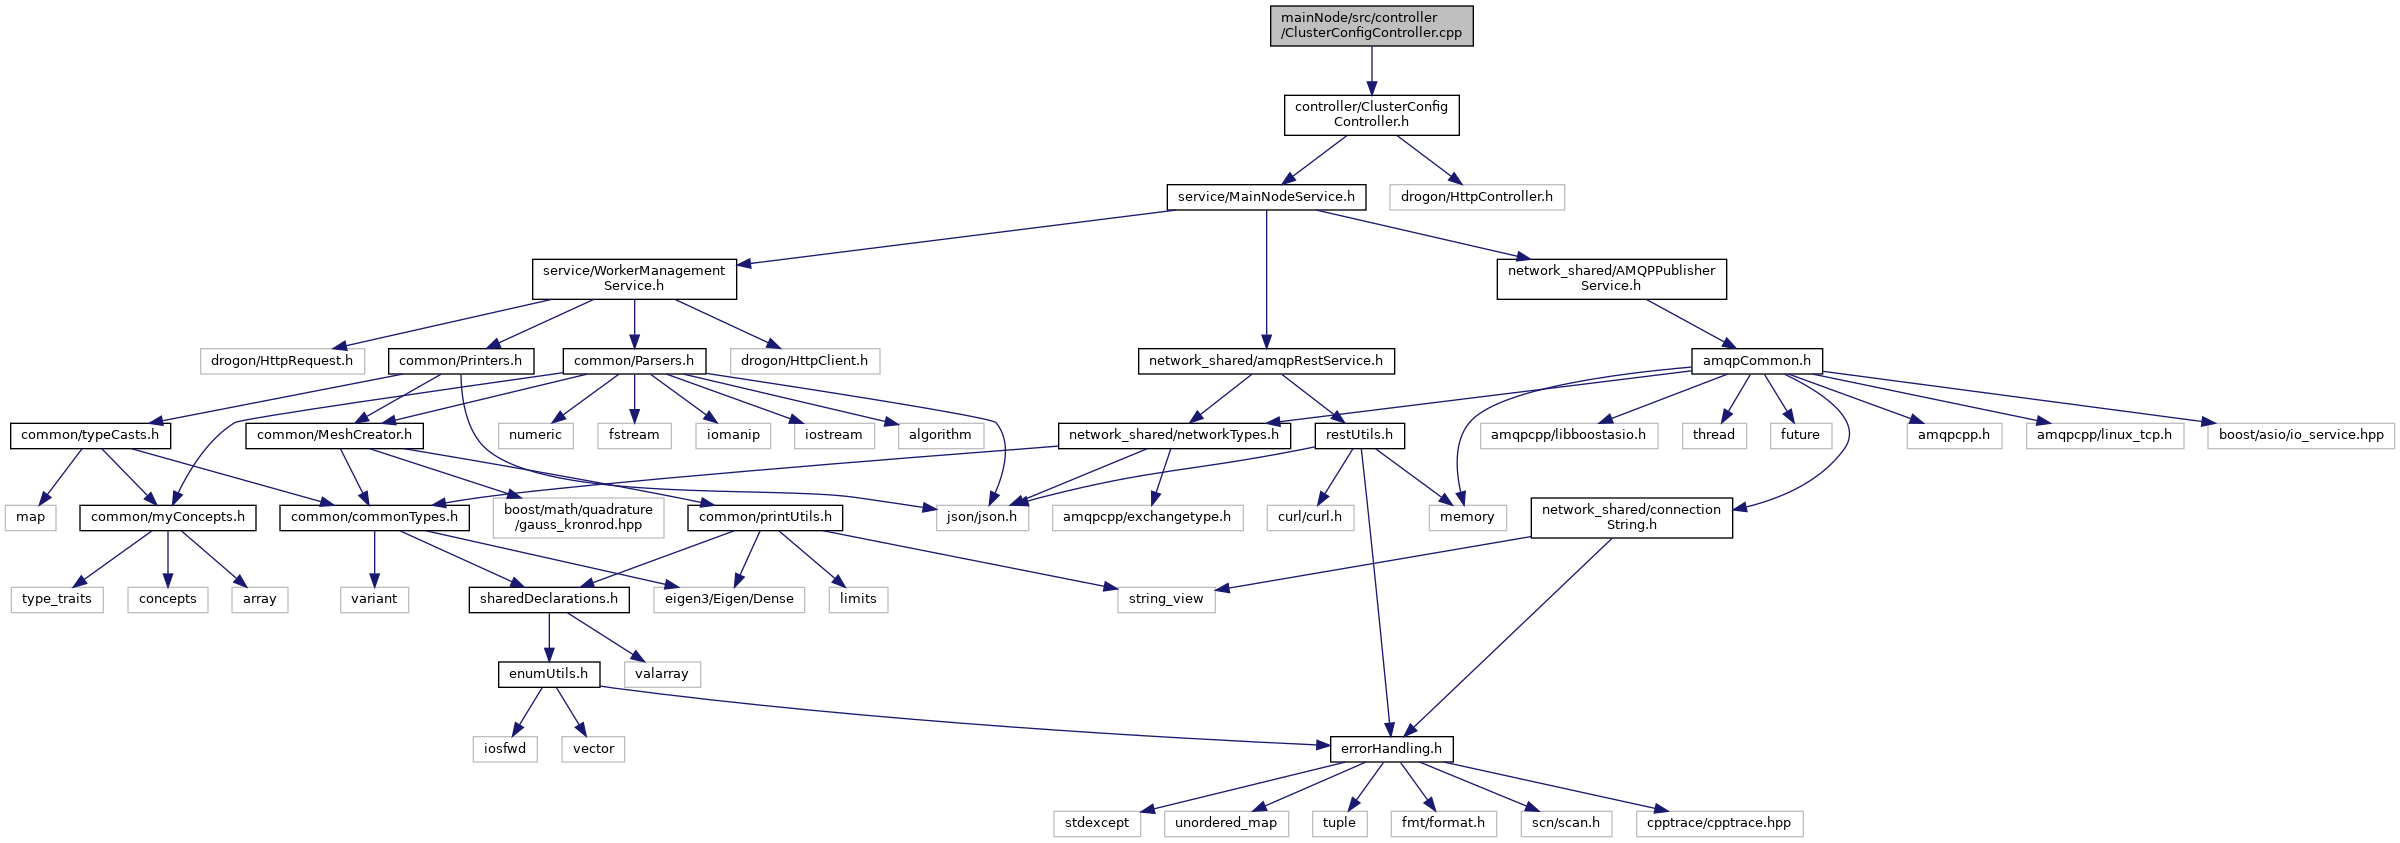 mainNode/src/controller
/ClusterConfigController.cpp
controller/ClusterConfig
Controller.h
service/MainNodeService.h
drogon/HttpController.h
service/WorkerManagement
Service.h
network_shared/AMQPPublisher
Service.h
drogon/HttpRequest.h
common/Printers.h
common/Parsers.h
drogon/HttpClient.h
network_shared/amqpRestService.h
amqpCommon.h
common/typeCasts.h
common/MeshCreator.h
numeric
fstream
iomanip
iostream
algorithm
network_shared/networkTypes.h
restUtils.h
amqpcpp/libboostasio.h
thread
future
amqpcpp.h
amqpcpp/linux_tcp.h
boost/asio/io_service.hpp
map
common/myConcepts.h
common/commonTypes.h
boost/math/quadrature
/gauss_kronrod.hpp
common/printUtils.h
json/json.h
amqpcpp/exchangetype.h
curl/curl.h
memory
network_shared/connection
String.h
type_traits
concepts
array
variant
sharedDeclarations.h
eigen3/Eigen/Dense
limits
string_view
enumUtils.h
valarray
iosfwd
vector
errorHandling.h
stdexcept
unordered_map
tuple
fmt/format.h
scn/scan.h
cpptrace/cpptrace.hpp